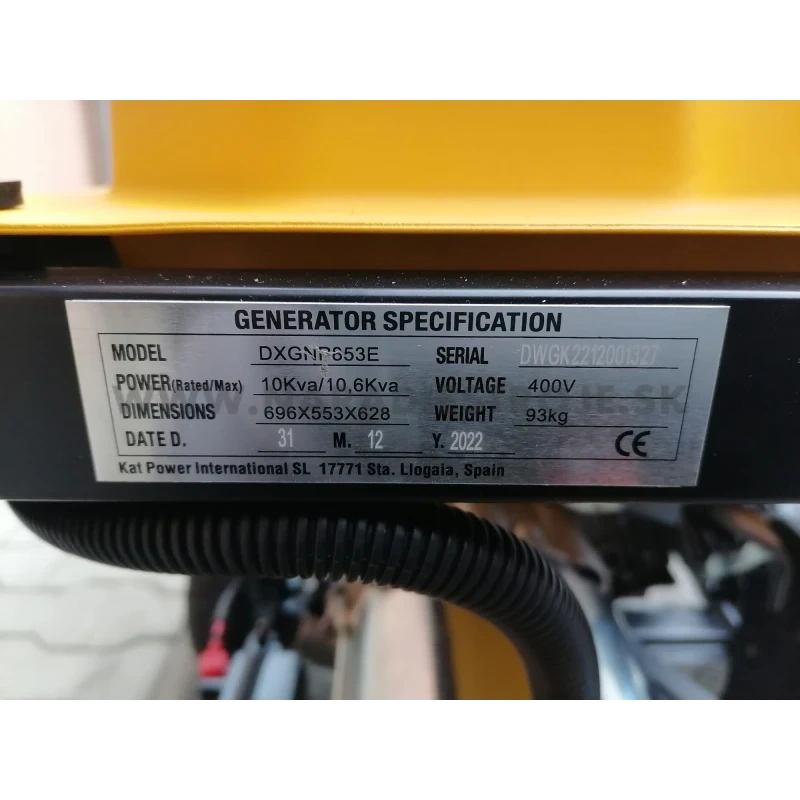 GENERATOR SPECIFICATION
MODEL DXGNP853E SERIAL DWGK2212001327
POWER(Rated/Max) 10Kva/10,6Kva VOLTAGE 400V
DIMENSIONS 696X553X628 WEIGHT 93kg
DATE D. 31 M. 12 Y. 2022 CE
Kat Power International SL 17771 Sta. Llogaia, Spain